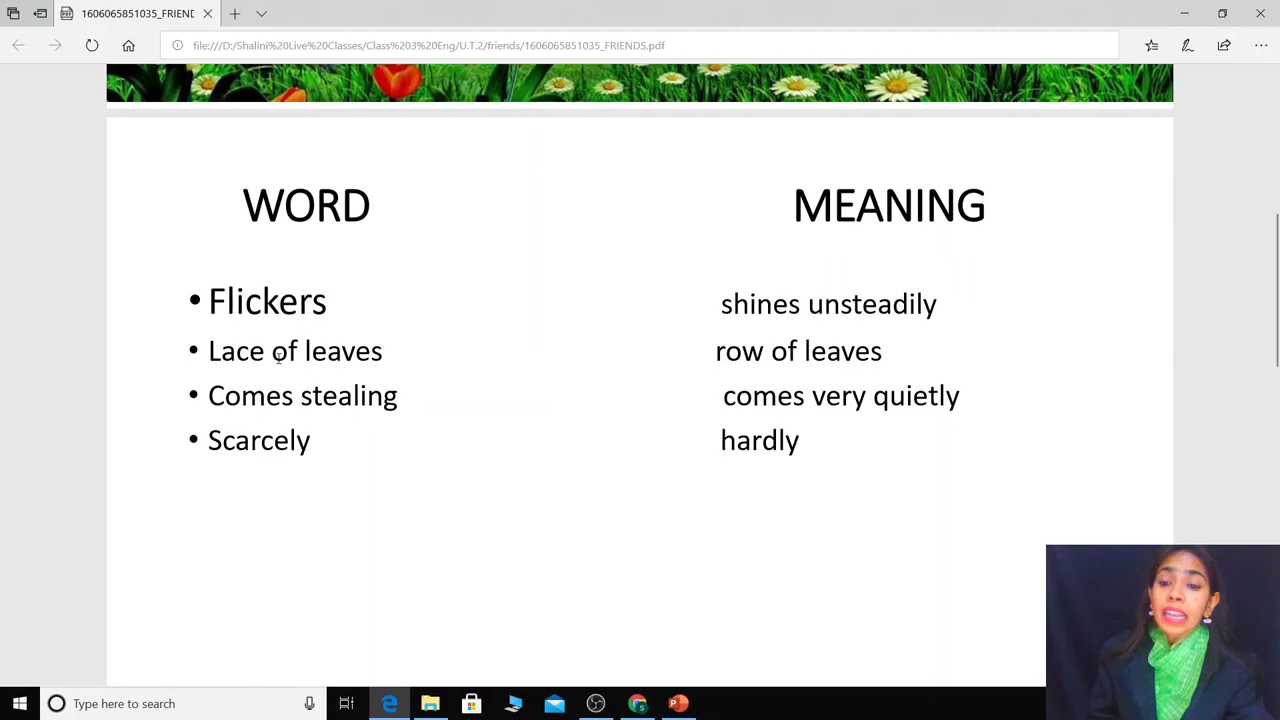 1606065851035_FRIEND
file:///D:/Shalini%20Live%20Classes/Class%203%20Eng/U.T.2/friends/1606065851035_FRIENDS.pdf
WORD MEANING
• Flickers shines unsteadily
• Lace of leaves row of leaves
• Comes stealing comes very quietly
• Scarcely hardly
Type here to search